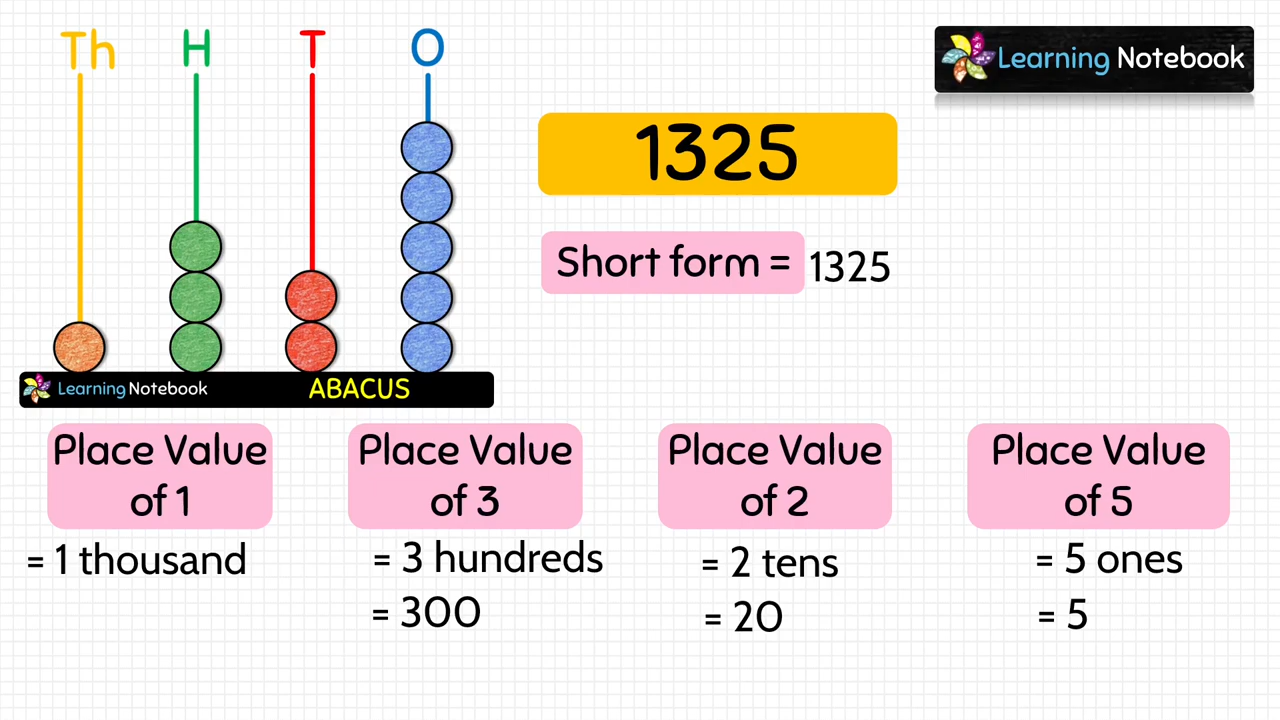 Th H T O
Learning Notebook
1325
Short form = 1325
Learning Notebook ABACUS
Place Value
of 1
= 1 thousand
Place Value
of 3
= 3 hundreds
= 300
Place Value
of 2
= 2 tens
= 20
Place Value
of 5
= 5 ones
= 5